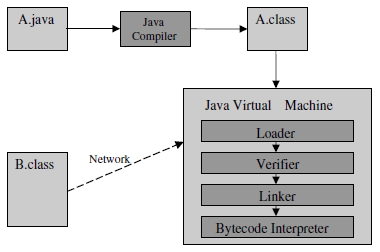 A.java
Java
Compiler
A.class
Java Virtual Machine
Loader
Verifier
Linker
Bytecode Interpreter
B.class
Network